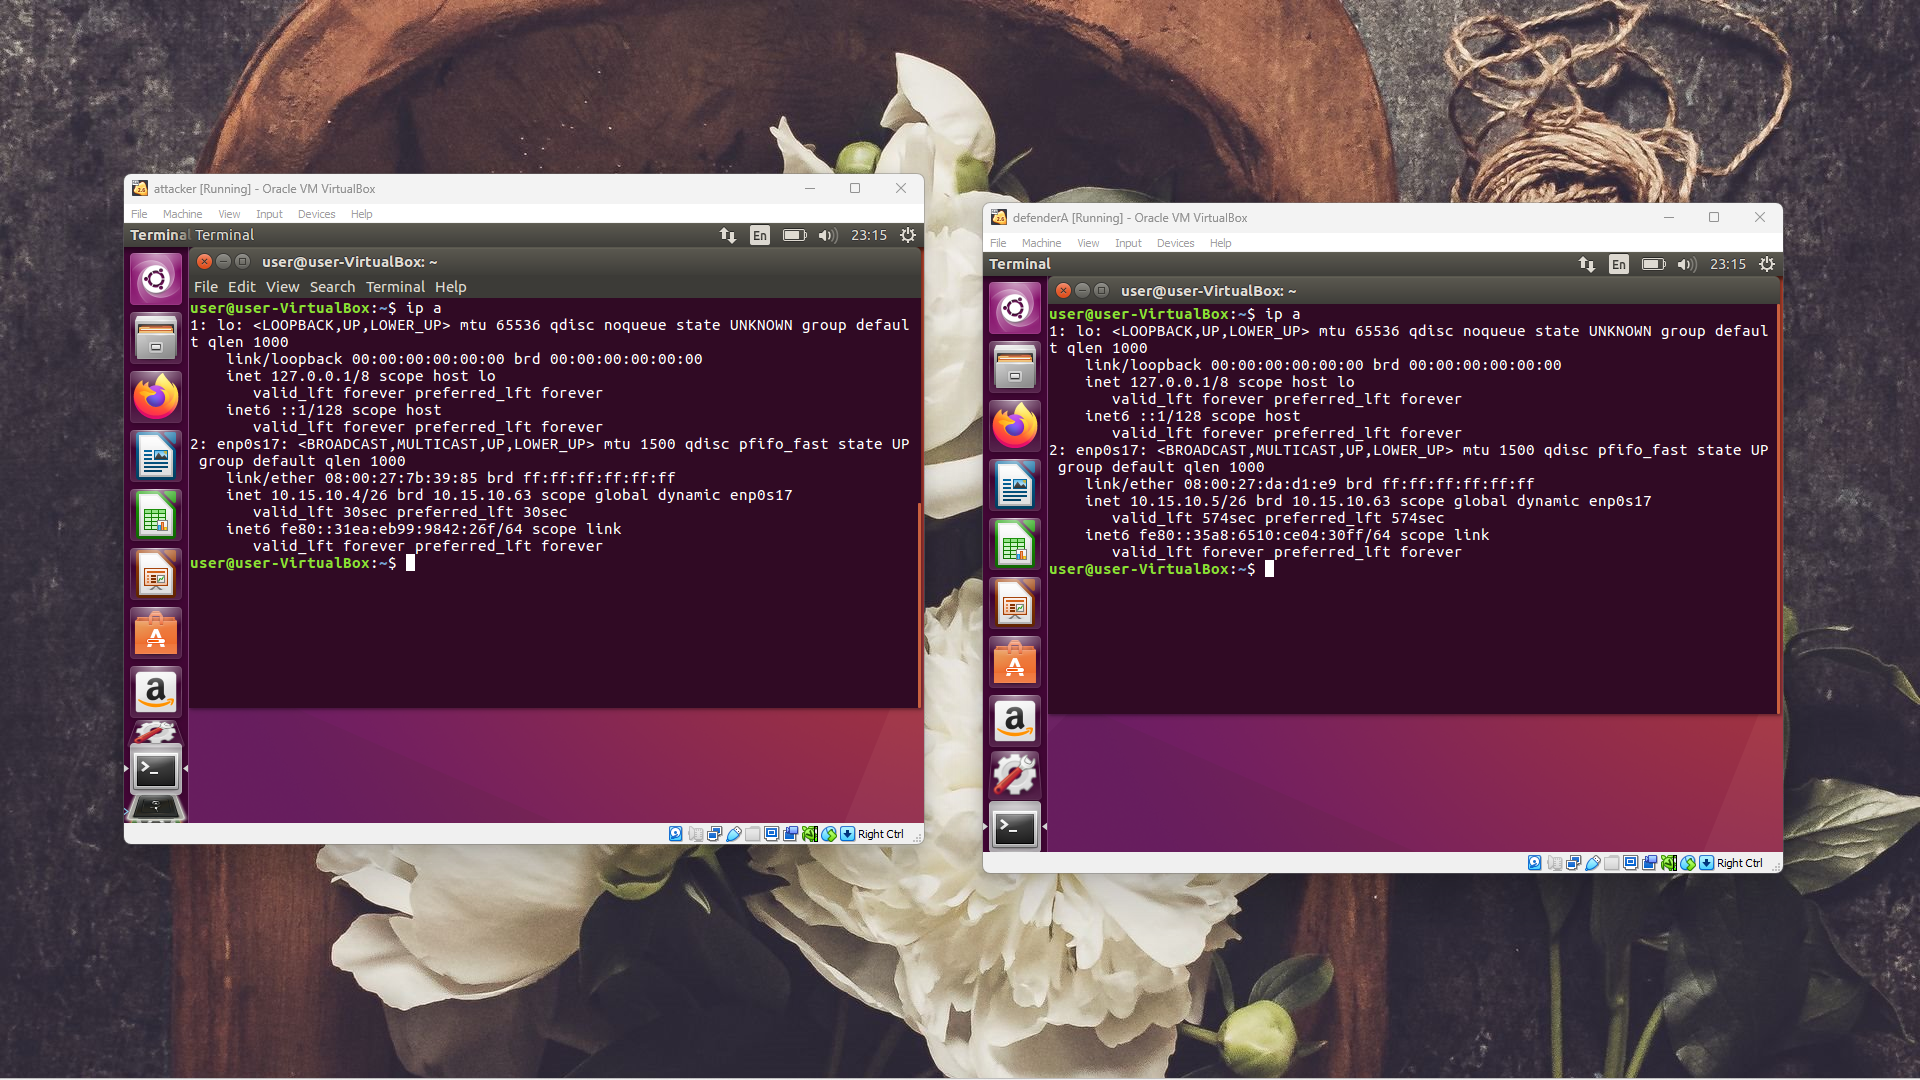 attacker [Running] - Oracle VM VirtualBox
File Machine View Input Devices Help
Terminal Terminal
En 23:15
user@user-VirtualBox: ~
File Edit View Search Terminal Help
user@user-VirtualBox:~$ ip a
1: lo: <LOOPBACK,UP,LOWER_UP> mtu 65536 qdisc noqueue state UNKNOWN group defaul
t qlen 1000
link/loopback 00:00:00:00:00:00 brd 00:00:00:00:00:00
inet 127.0.0.1/8 scope host lo
valid_lft forever preferred_lft forever
inet6 ::1/128 scope host
valid_lft forever preferred_lft forever
2: enp0s17: <BROADCAST,MULTICAST,UP,LOWER_UP> mtu 1500 qdisc pfifo_fast state UP
group default qlen 1000
link/ether 08:00:27:7b:39:85 brd ff:ff:ff:ff:ff:ff
inet 10.15.10.4/26 brd 10.15.10.63 scope global dynamic enp0s17
valid_lft 30sec preferred_lft 30sec
inet6 fe80::31ea:eb99:9842:26f/64 scope link
valid_lft forever preferred_lft forever
user@user-VirtualBox:~$
Right Ctrl
defenderA [Running] - Oracle VM VirtualBox
File Machine View Input Devices Help
Terminal
En 23:15
user@user-VirtualBox: ~
user@user-VirtualBox:~$ ip a
1: lo: <LOOPBACK,UP,LOWER_UP> mtu 65536 qdisc noqueue state UNKNOWN group defaul
t qlen 1000
link/loopback 00:00:00:00:00:00 brd 00:00:00:00:00:00
inet 127.0.0.1/8 scope host lo
valid_lft forever preferred_lft forever
inet6 ::1/128 scope host
valid_lft forever preferred_lft forever
2: enp0s17: <BROADCAST,MULTICAST,UP,LOWER_UP> mtu 1500 qdisc pfifo_fast state UP
group default qlen 1000
link/ether 08:00:27:da:d1:e9 brd ff:ff:ff:ff:ff:ff
inet 10.15.10.5/26 brd 10.15.10.63 scope global dynamic enp0s17
valid_lft 574sec preferred_lft 574sec
inet6 fe80::35a8:6510:ce04:30ff/64 scope link
valid_lft forever preferred_lft forever
user@user-VirtualBox:~$
Right Ctrl